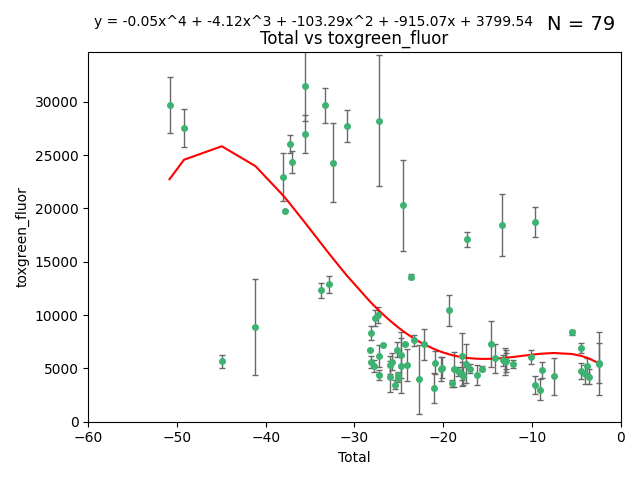 y = -0.05x^4 + -4.12x^3 + -103.29x^2 + -915.07x + 3799.54
N = 79
Total vs toxgreen_fluor
toxgreen_fluor
30000
25000
20000
15000
10000
5000
0
−60 −50 −40 −30 −20 −10 0
Total